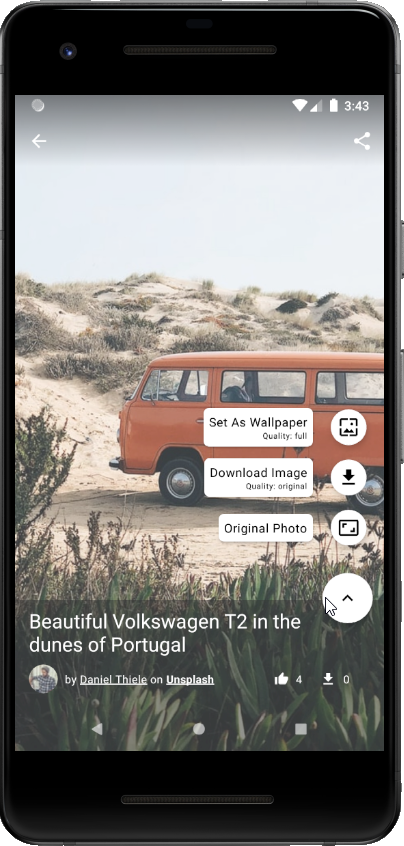 3:43
Set As Wallpaper
Quality: full
Download Image
Quality: original
Original Photo
Beautiful Volkswagen T2 in the
dunes of Portugal
by Daniel Thiele on Unsplash 4 0